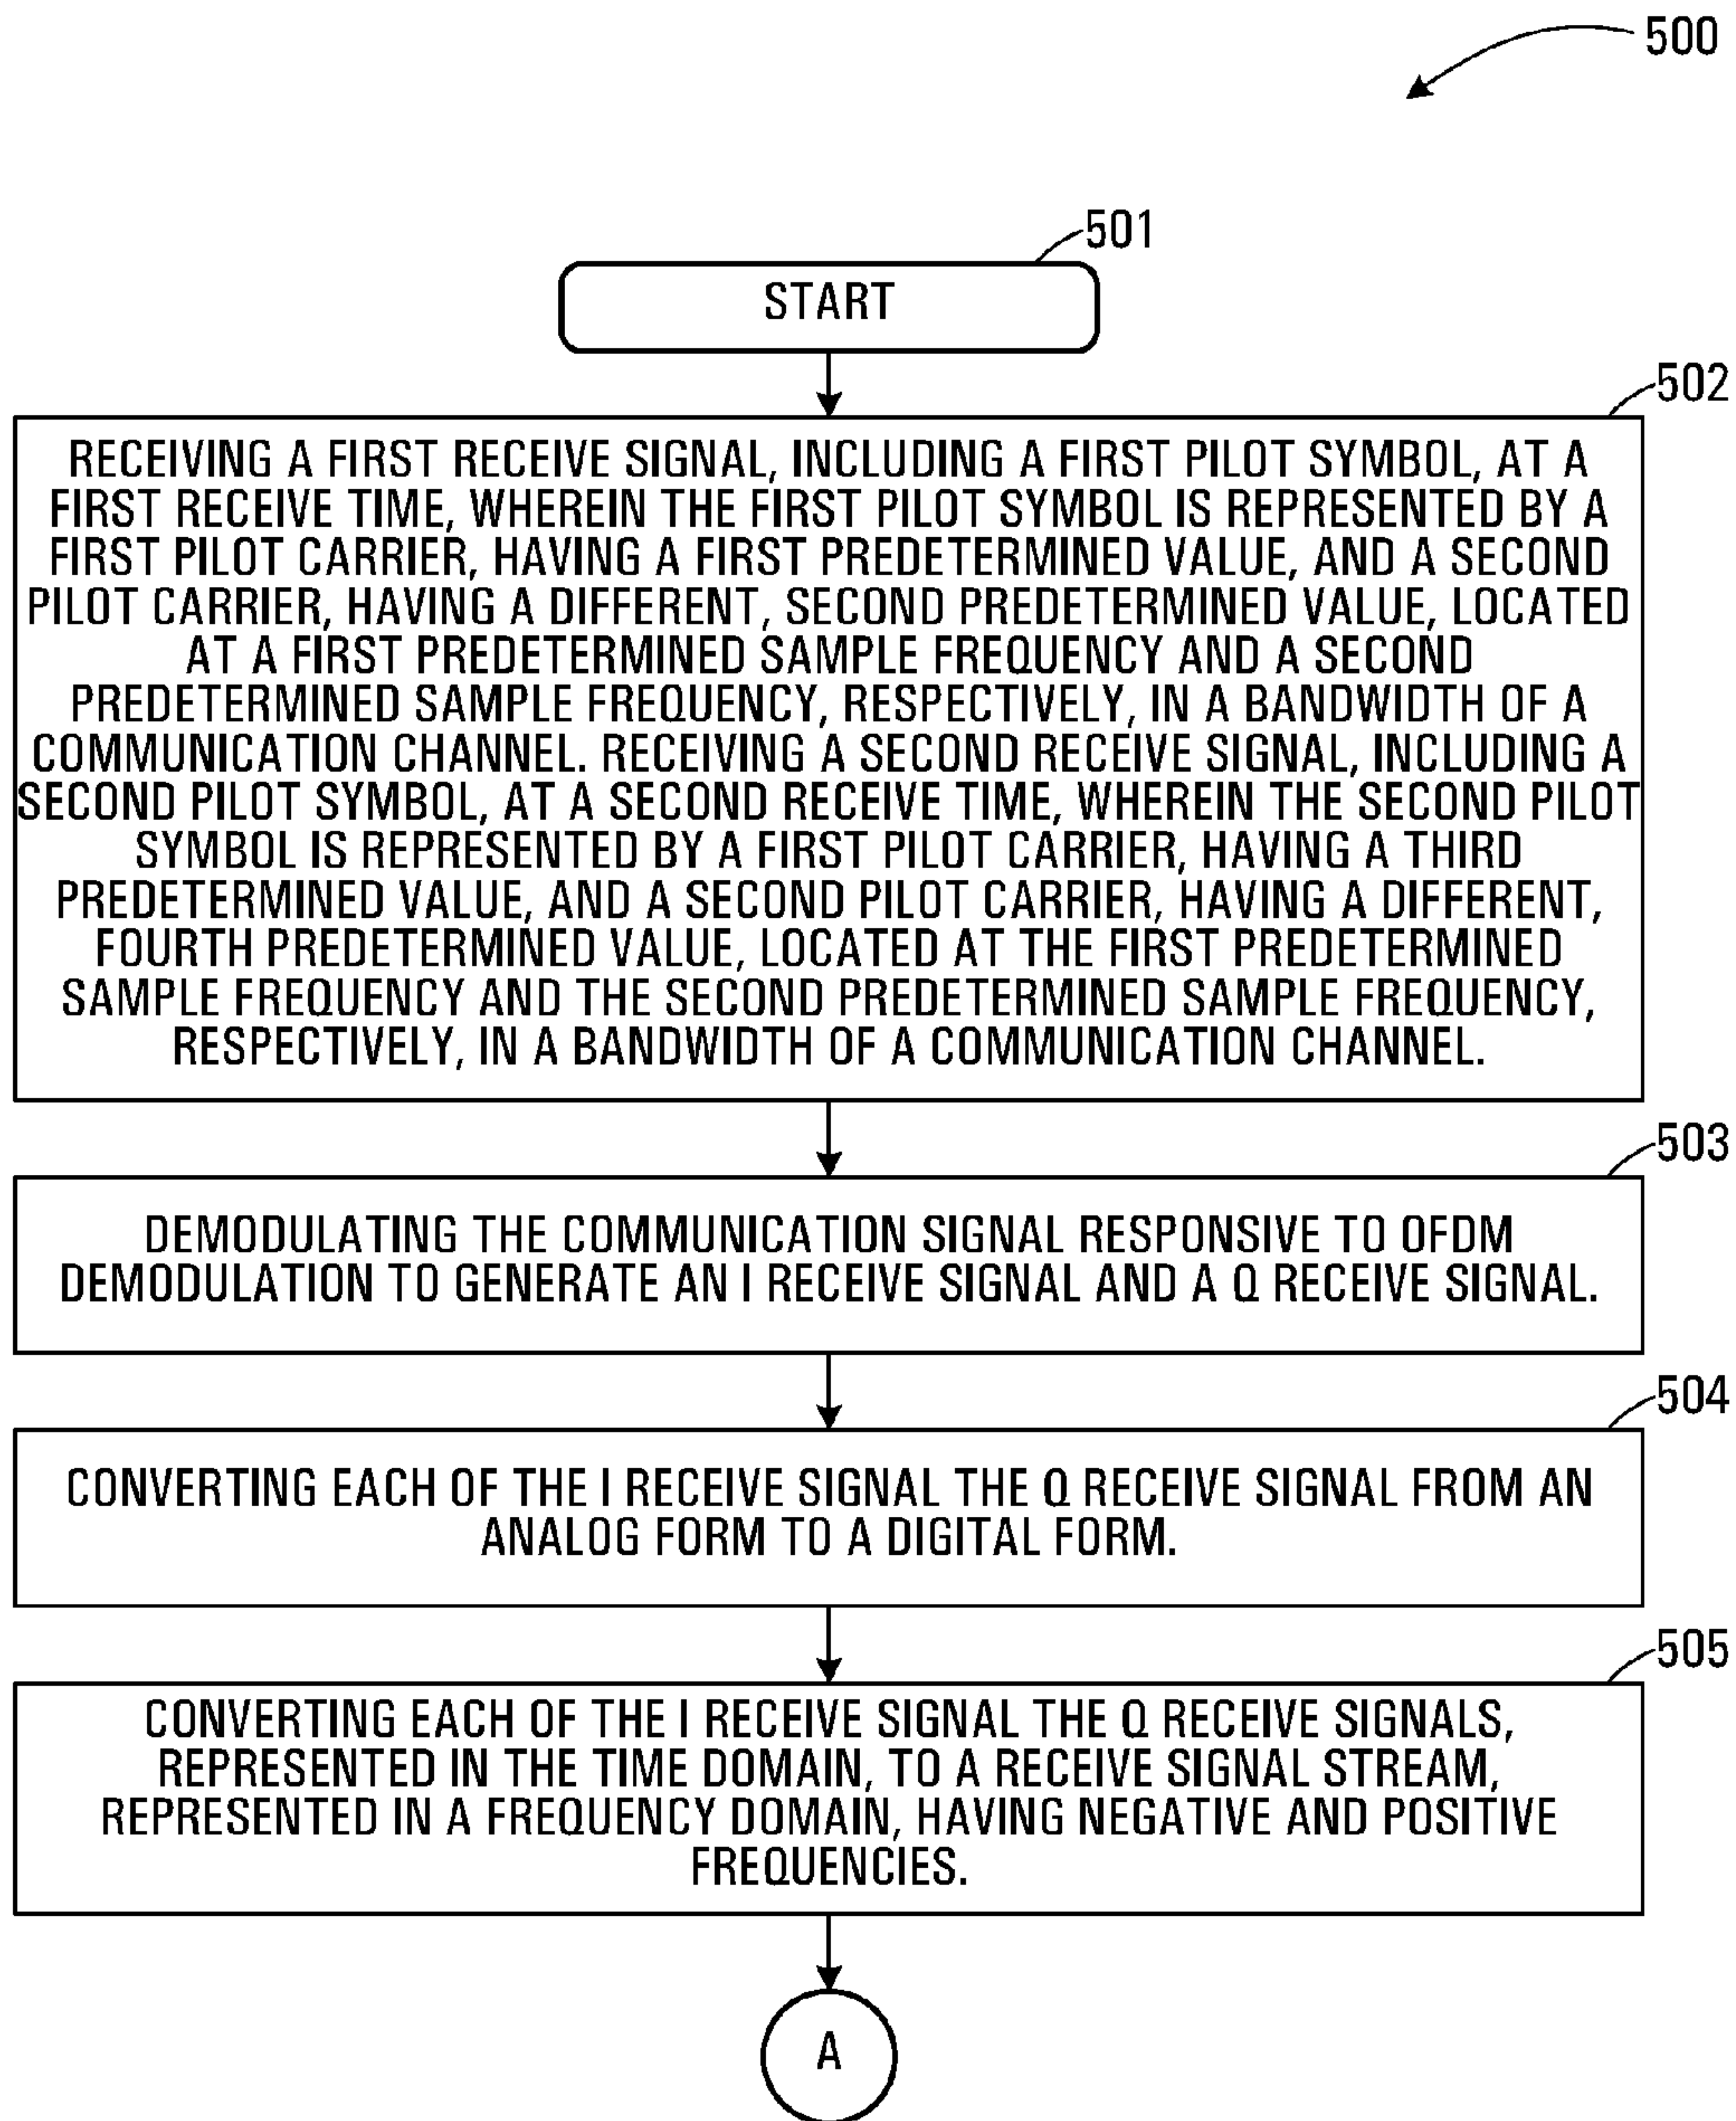 500
501
START
502
RECEIVING A FIRST RECEIVE SIGNAL, INCLUDING A FIRST PILOT SYMBOL, AT A
FIRST RECEIVE TIME, WHEREIN THE FIRST PILOT SYMBOL IS REPRESENTED BY A
FIRST PILOT CARRIER, HAVING A FIRST PREDETERMINED VALUE, AND A SECOND
PILOT CARRIER, HAVING A DIFFERENT, SECOND PREDETERMINED VALUE, LOCATED
AT A FIRST PREDETERMINED SAMPLE FREQUENCY AND A SECOND
PREDETERMINED SAMPLE FREQUENCY, RESPECTIVELY, IN A BANDWIDTH OF A
COMMUNICATION CHANNEL. RECEIVING A SECOND RECEIVE SIGNAL, INCLUDING A
SECOND PILOT SYMBOL, AT A SECOND RECEIVE TIME, WHEREIN THE SECOND PILOT
SYMBOL IS REPRESENTED BY A FIRST PILOT CARRIER, HAVING A THIRD
PREDETERMINED VALUE, AND A SECOND PILOT CARRIER, HAVING A DIFFERENT,
FOURTH PREDETERMINED VALUE, LOCATED AT THE FIRST PREDETERMINED
SAMPLE FREQUENCY AND THE SECOND PREDETERMINED SAMPLE FREQUENCY,
RESPECTIVELY, IN A BANDWIDTH OF A COMMUNICATION CHANNEL.
503
DEMODULATING THE COMMUNICATION SIGNAL RESPONSIVE TO OFDM
DEMODULATION TO GENERATE AN I RECEIVE SIGNAL AND A Q RECEIVE SIGNAL.
504
CONVERTING EACH OF THE I RECEIVE SIGNAL THE Q RECEIVE SIGNAL FROM AN
ANALOG FORM TO A DIGITAL FORM.
505
CONVERTING EACH OF THE I RECEIVE SIGNAL THE Q RECEIVE SIGNALS,
REPRESENTED IN THE TIME DOMAIN, TO A RECEIVE SIGNAL STREAM,
REPRESENTED IN A FREQUENCY DOMAIN, HAVING NEGATIVE AND POSITIVE
FREQUENCIES.
A